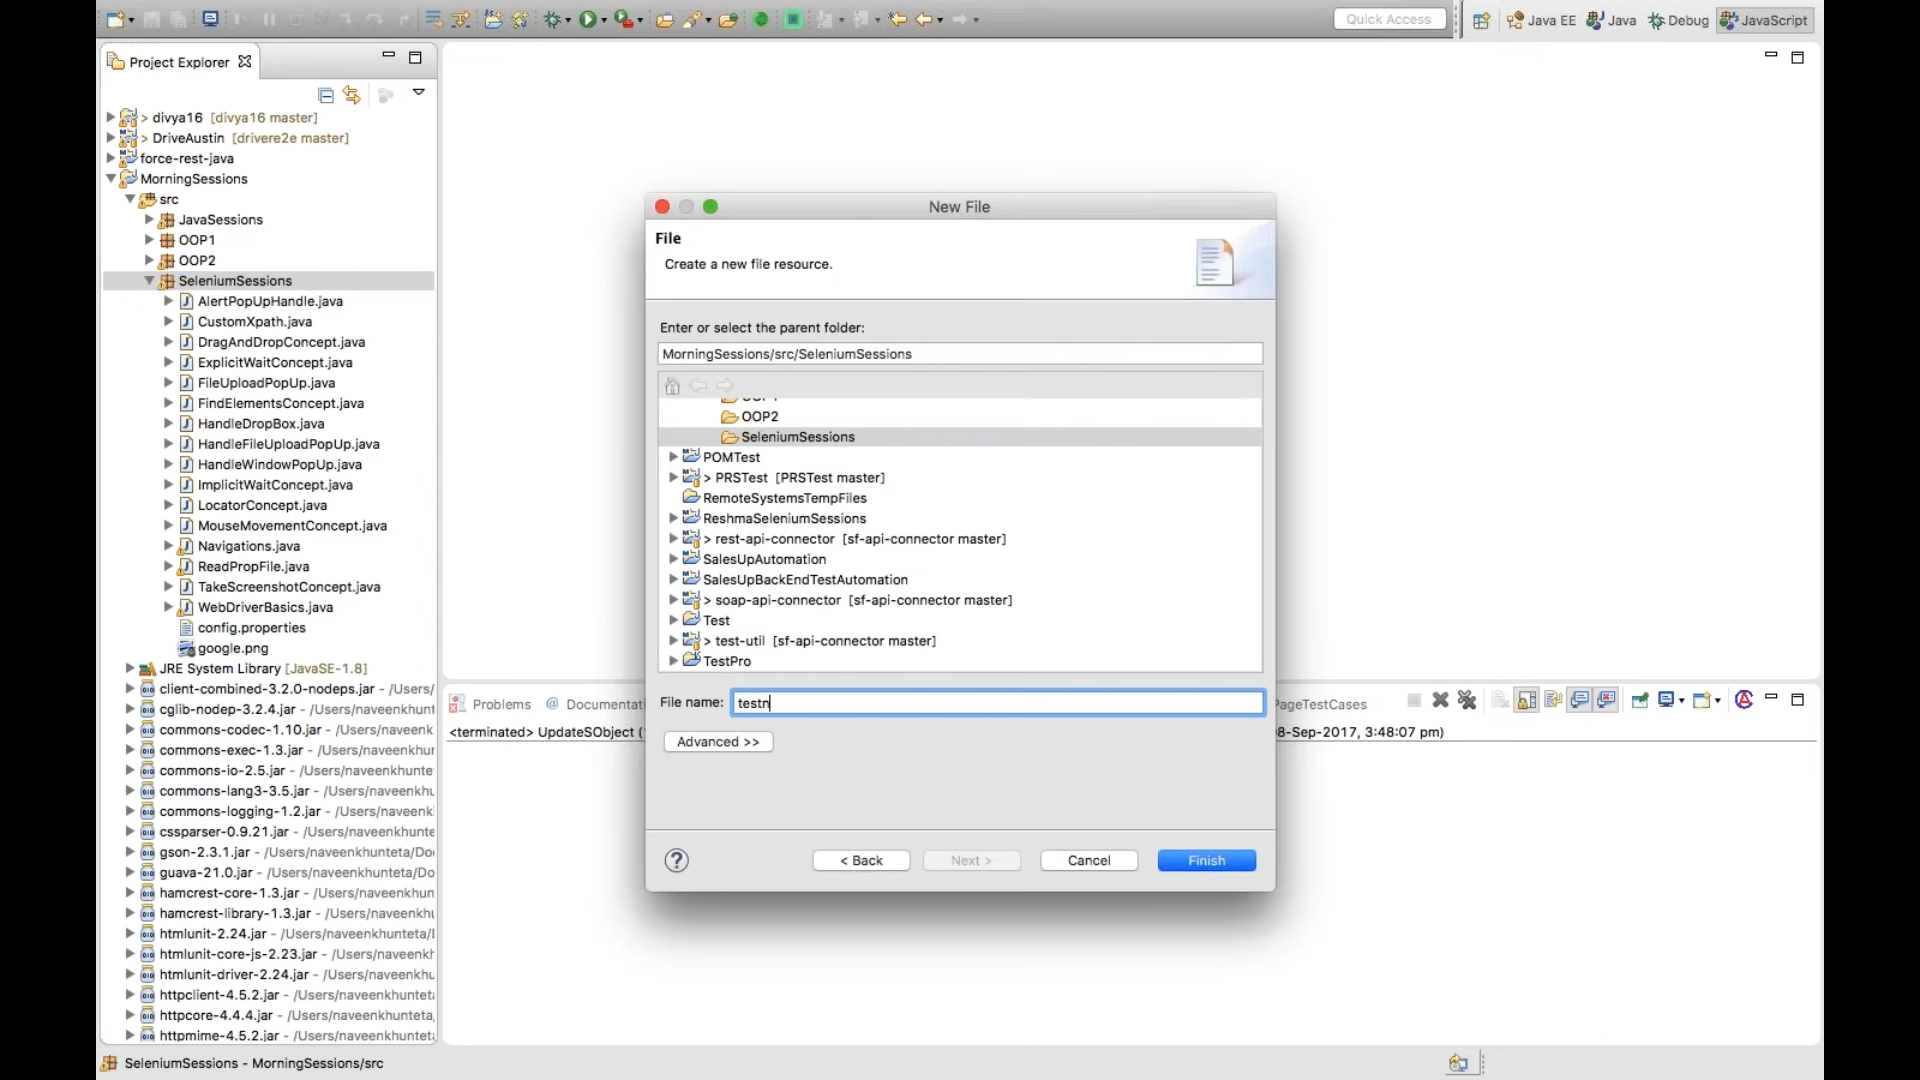 Quick Access
Java EE
Java
Debug
JavaScript
Project Explorer
> divya16 [divya16 master]
> DriveAustin [drivere2e master]
force-rest-java
MorningSessions
src
JavaSessions
OOP1
OOP2
SeleniumSessions
AlertPopUpHandle.java
CustomXpath.java
DragAndDropConcept.java
ExplicitWaitConcept.java
FileUploadPopUp.java
FindElementsConcept.java
HandleDropBox.java
HandleFileUploadPopUp.java
HandleWindowPopUp.java
ImplicitWaitConcept.java
LocatorConcept.java
MouseMovementConcept.java
Navigations.java
ReadPropFile.java
TakeScreenshotConcept.java
WebDriverBasics.java
config.properties
google.png
JRE System Library [JavaSE-1.8]
client-combined-3.2.0-nodeps.jar - /Users/
cglib-nodep-3.2.4.jar - /Users/naveenkhunt
commons-codec-1.10.jar - /Users/naveenk
commons-exec-1.3.jar - /Users/naveenkhur
commons-io-2.5.jar - /Users/naveenkhunte
commons-lang3-3.5.jar - /Users/naveenkhu
commons-logging-1.2.jar - /Users/naveenk
cssparser-0.9.21.jar - /Users/naveenkhunte
gson-2.3.1.jar - /Users/naveenkhunteta/Do
guava-21.0.jar - /Users/naveenkhunteta/Do
hamcrest-core-1.3.jar - /Users/naveenkhu
hamcrest-library-1.3.jar - /Users/naveenkhu
htmlunit-2.24.jar - /Users/naveenkhunteta/
htmlunit-core-js-2.23.jar - /Users/naveenkh
htmlunit-driver-2.24.jar - /Users/naveenkhu
httpclient-4.5.2.jar - /Users/naveenkhuntet
httpcore-4.4.4.jar - /Users/naveenkhunteta
httpmime-4.5.2.jar - /Users/naveenkhuntet
New File
File
Create a new file resource.
Enter or select the parent folder:
MorningSessions/src/SeleniumSessions
OOP2
SeleniumSessions
POMTest
> PRSTest [PRSTest master]
RemoteSystemsTempFiles
ReshmaSeleniumSessions
> rest-api-connector [sf-api-connector master]
SalesUpAutomation
SalesUpBackEndTestAutomation
> soap-api-connector [sf-api-connector master]
Test
> test-util [sf-api-connector master]
TestPro
File name: testn
Advanced >>
? < Back Next > Cancel Finish
Problems @ Documentati PageTestCases
<terminated> UpdateSObject ( 8-Sep-2017, 3:48:07 pm)
SeleniumSessions - MorningSessions/src